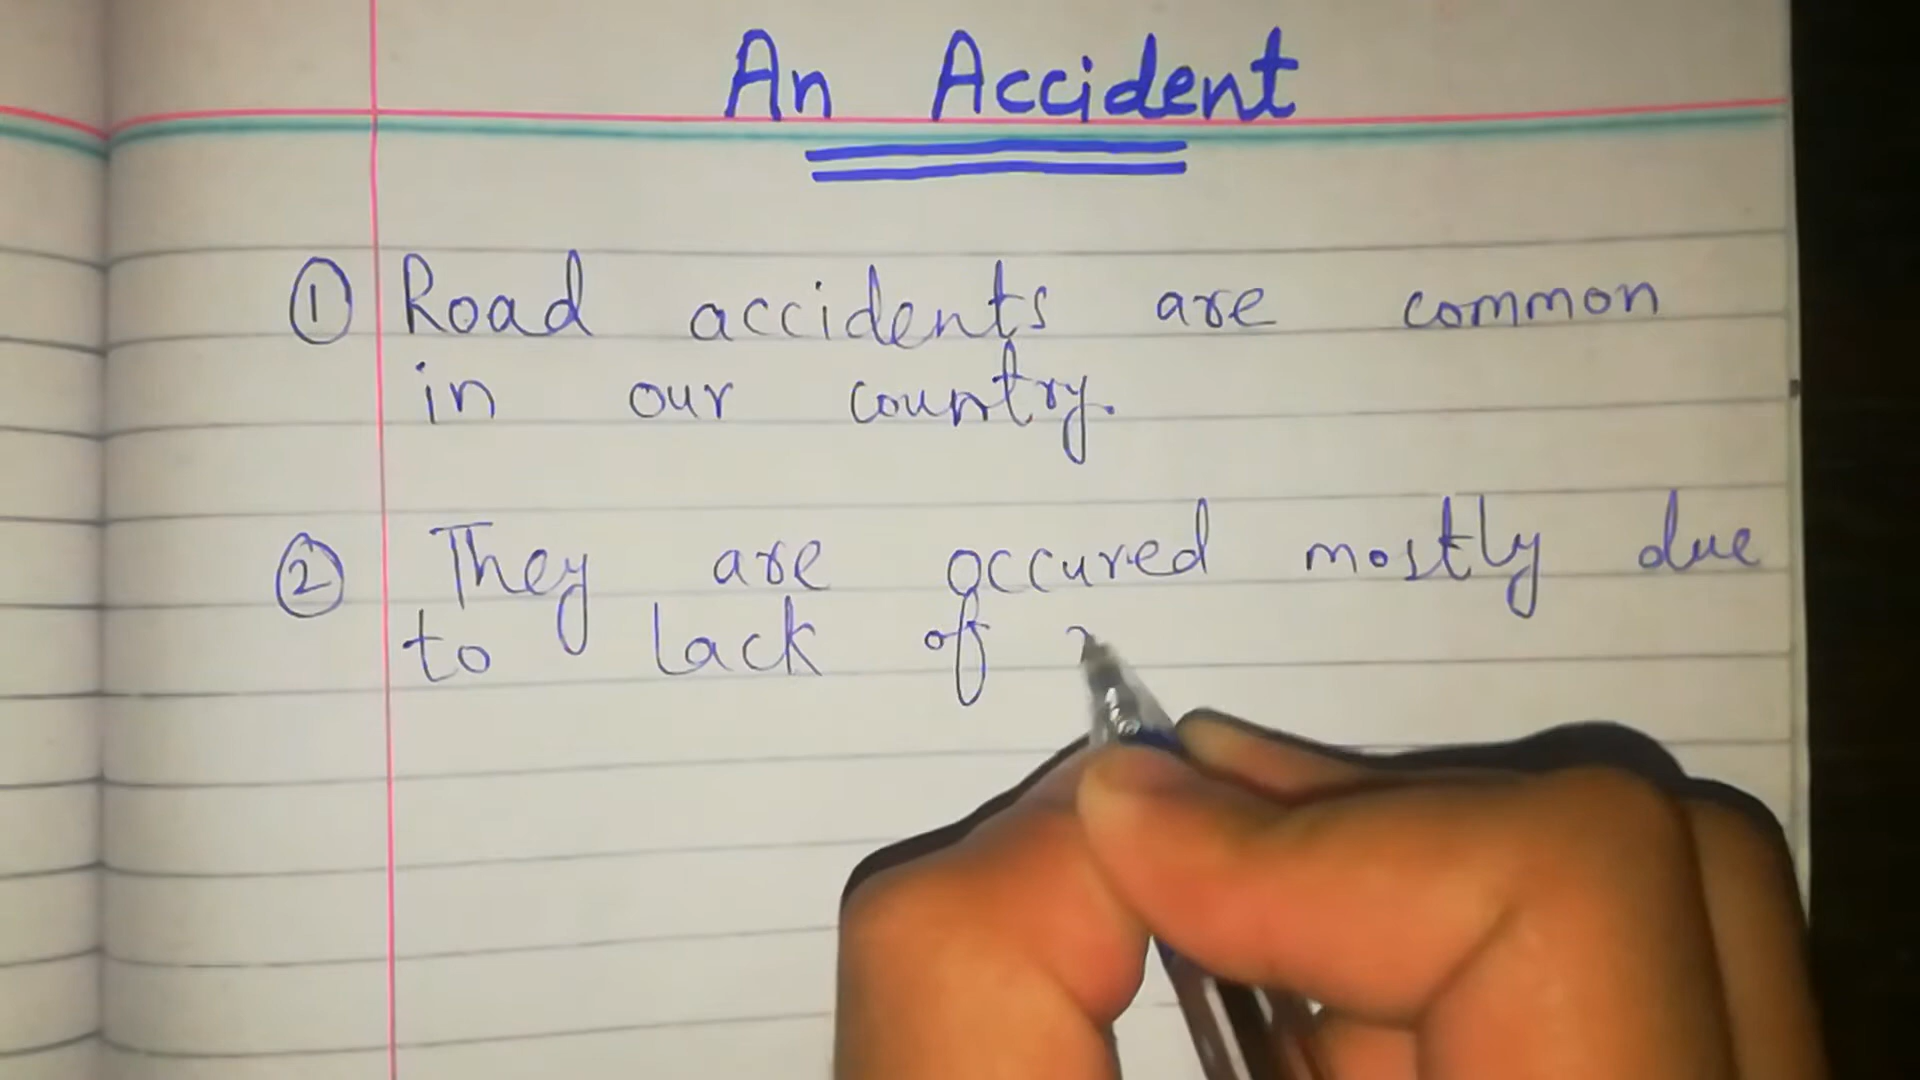 An Accident
① Road accidents are common
in our country.
② They are occured mostly due
to lack of